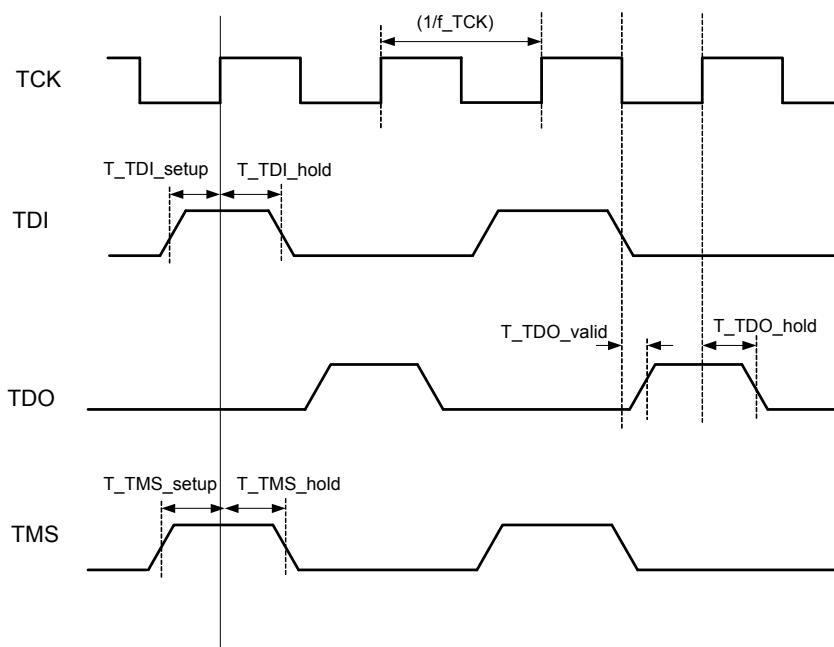 (1/f_TCK)
TCK
T_TDI_setup
T_TDI_hold
TDI
T_TDO_valid
T_TDO_hold
TDO
T_TMS_setup
T_TMS_hold
TMS